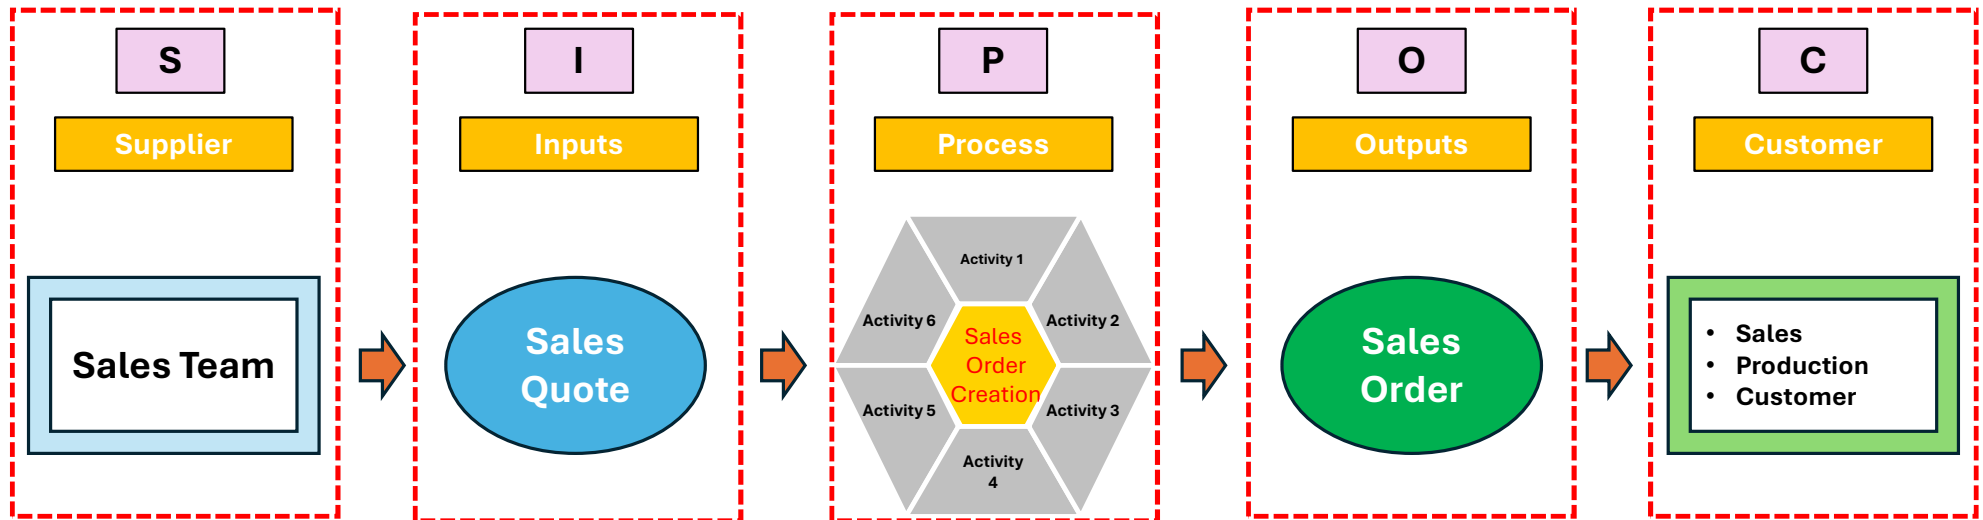 S
Supplier
Sales Team
I
Inputs
Sales
Quote
P
Process
Activity 1
Activity 2
Activity 3
Activity
4
Activity 5
Activity 6
Sales
Order
Creation
O
Outputs
Sales
Order
C
Customer
• Sales
• Production
• Customer